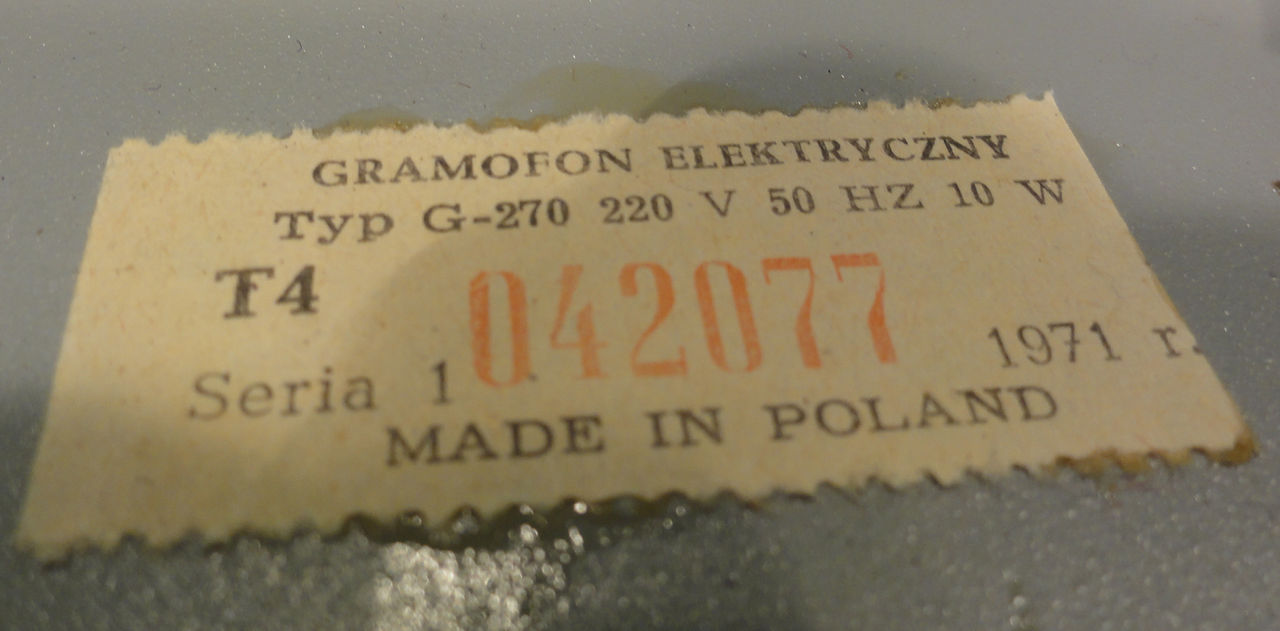 GRAMOFON ELEKTRYCZNY
Typ G-270 220 V 50 HZ 10 W
T4 042077
Seria 1 1971 r.
MADE IN POLAND